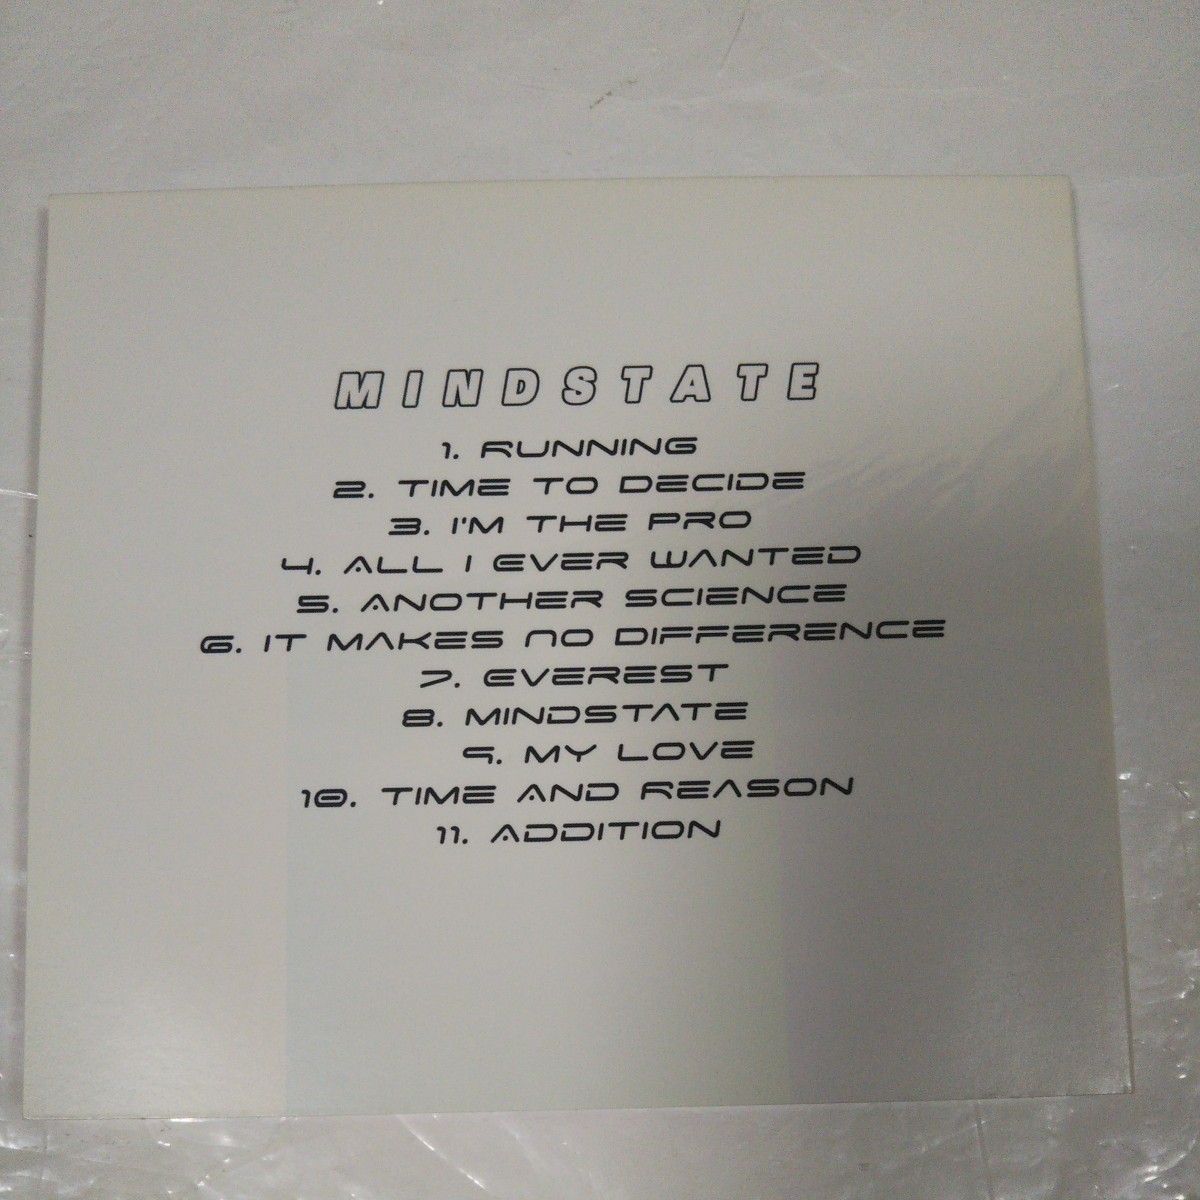 MINDSTATE
1. RUNNING
2. TIME TO DECIDE
3. I'M THE PRO
4. ALL I EVER WANTED
5. ANOTHER SCIENCE
6. IT MAKES NO DIFFERENCE
7. EVEREST
8. MINDSTATE
9. MY LOVE
10. TIME AND REASON
11. ADDITION